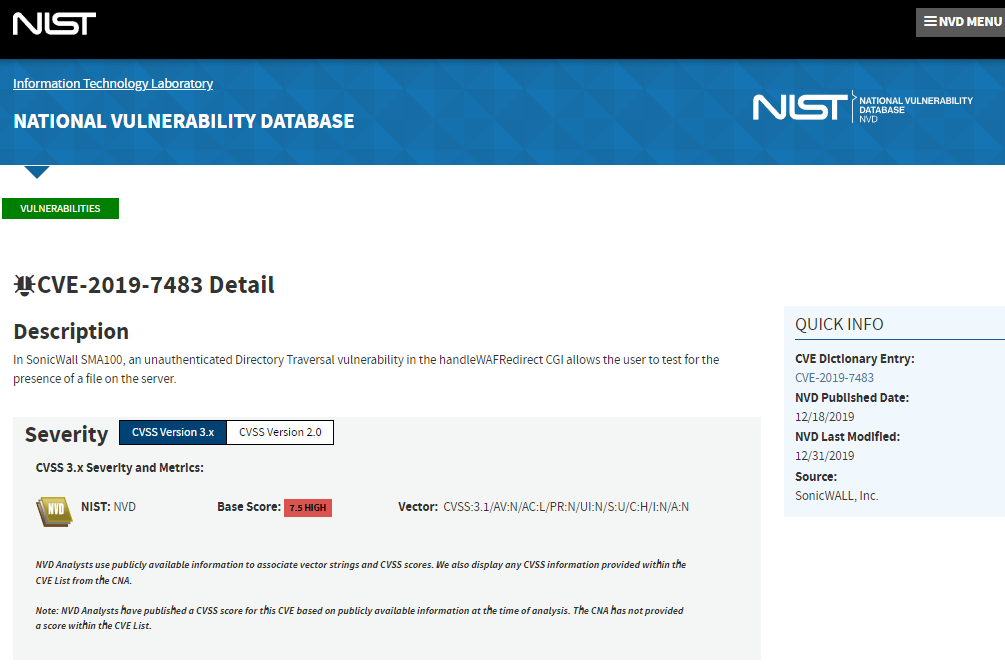 NIST
NVD MENU
Information Technology Laboratory
NATIONAL VULNERABILITY DATABASE
NIST
NATIONAL VULNERABILITY
DATABASE
NVD
VULNERABILITIES
CVE-2019-7483 Detail
Description
In SonicWall SMA100, an unauthenticated Directory Traversal vulnerability in the handleWAFRedirect CGI allows the user to test for the
presence of a file on the server.
Severity
CVSS Version 3.x
CVSS Version 2.0
CVSS 3.x Severity and Metrics:
NVD
NIST: NVD
Base Score: 7.5 HIGH
Vector: CVSS:3.1/AV:N/AC:L/PR:N/UI:N/S:U/C:H/I:N/A:N
NVD Analysts use publicly available information to associate vector strings and CVSS scores. We also display any CVSS information provided within the
CVE List from the CNA.
Note: NVD Analysts have published a CVSS score for this CVE based on publicly available information at the time of analysis. The CNA has not provided
a score within the CVE List.
QUICK INFO
CVE Dictionary Entry:
CVE-2019-7483
NVD Published Date:
12/18/2019
NVD Last Modified:
12/31/2019
Source:
SonicWALL, Inc.